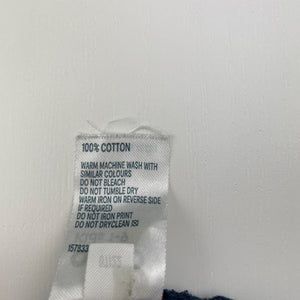 100% COTTON
WARM MACHINE WASH WITH
SIMILAR COLOURS
DO NOT BLEACH
DO NOT TUMBLE DRY
WARM IRON ON REVERSE SIDE
IF REQUIRED
DO NOT IRON PRINT
DO NOT DRYCLEAN ISI